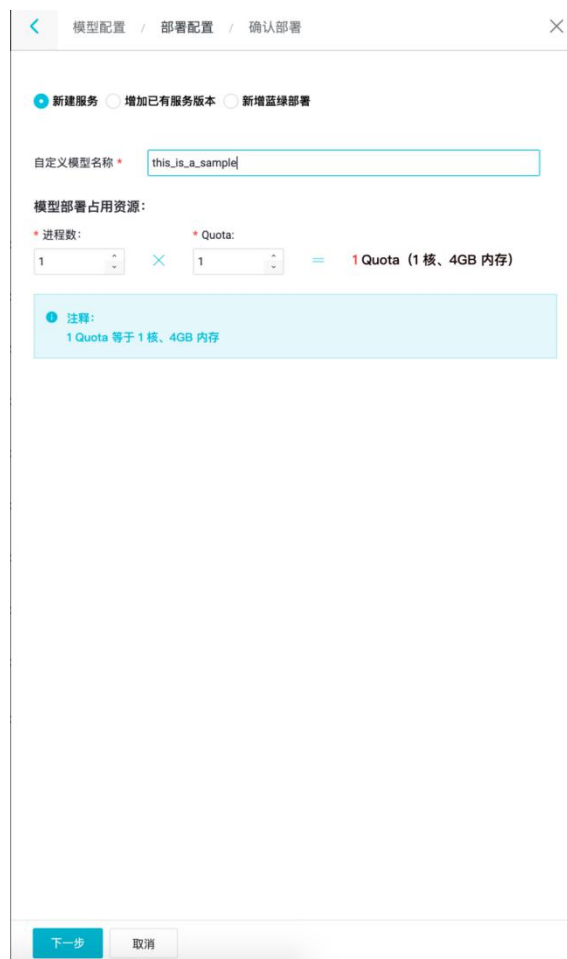 模型配置 / 部署配置 / 确认部署
新建服务 增加已有服务版本 新增蓝绿部署
自定义模型名称 * this_is_a_sample
模型部署占用资源：
* 进程数： * Quota:
1 × 1 = 1 Quota（1 核、4GB 内存）
注释：
1 Quota 等于 1 核、4GB 内存
下一步 取消